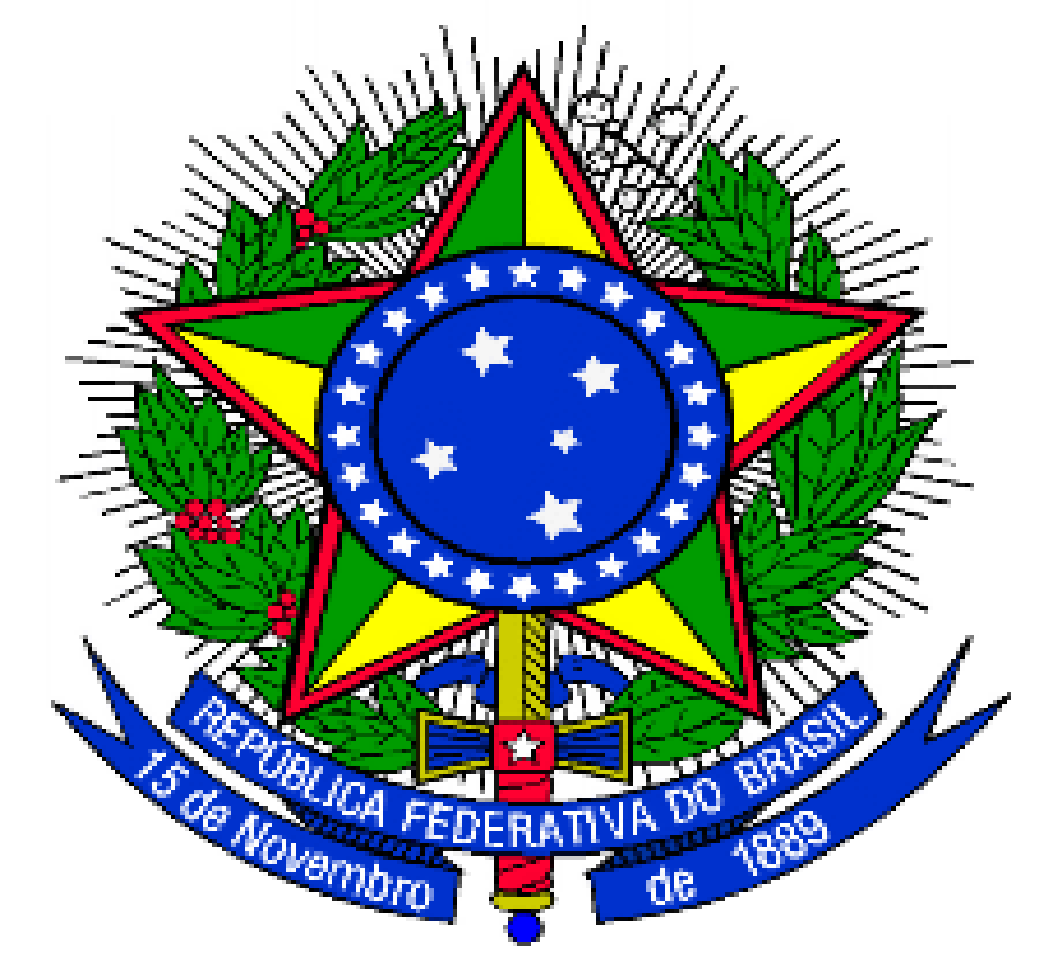 REPÚBLICA FEDERATIVA DO BRASIL
15 de Novembro de 1889